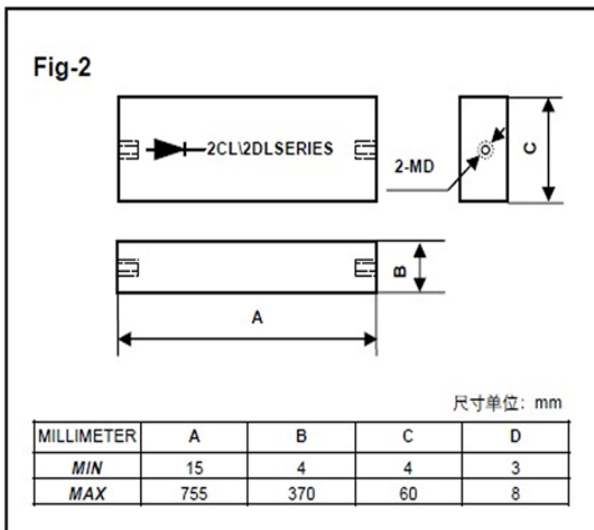 Fig-2
2CL\2DLSERIES
2-MD
C
B
A
尺寸单位：mm
MILLIMETER A B C D
MIN 15 4 4 3
MAX 755 370 60 8